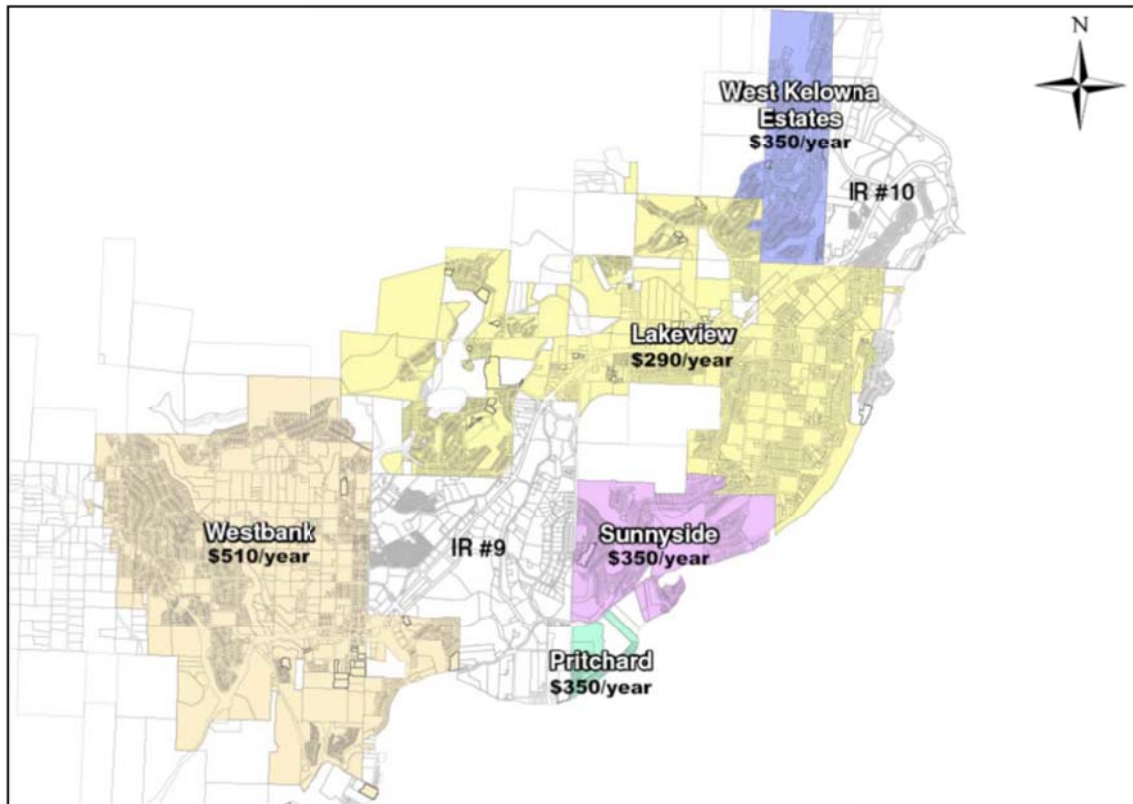 N
West Kelowna
Estates
$350/year
IR #10
Lakeview
$290/year
Westbank
$510/year
IR #9
Sunnyside
$350/year
Pritchard
$350/year